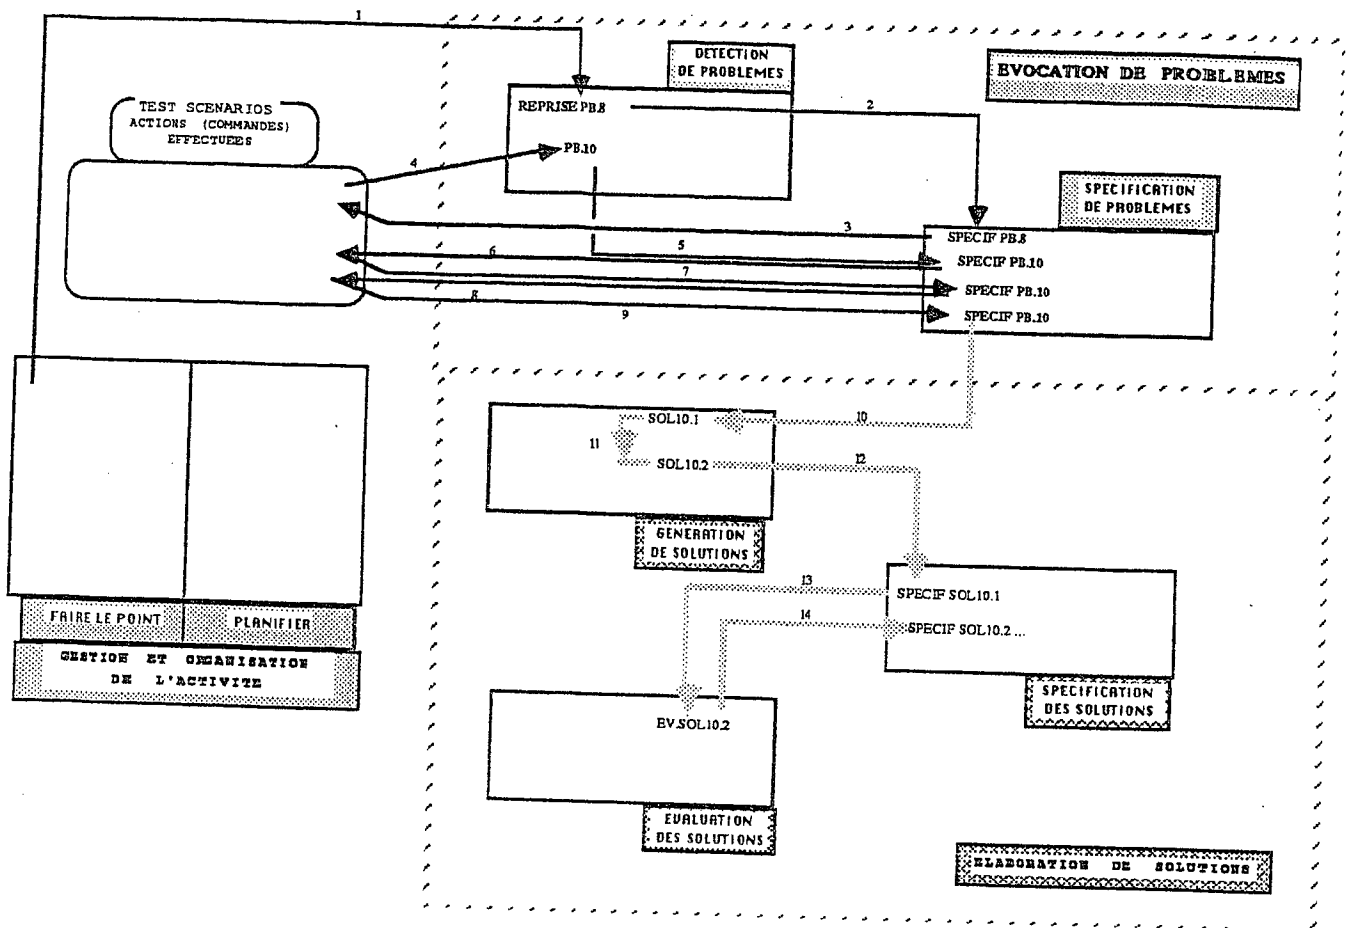 1
DETECTION
DE PROBLEMES
EVOCATION DE PROBLEMES
TEST SCENARIOS
ACTIONS (COMMANDES)
EFFECTUEES
REPRISE PB.8
2
PB.10
4
SPECIFICATION
DE PROBLEMES
3
SPECIF PB.8
6
5
SPECIF PB.10
7
SPECIF PB.10
8
9
SPECIF PB.10
SOL10.1
10
11
SOL10.2
12
GENERATION
DE SOLUTIONS
13
SPECIF SOL10.1
14
SPECIF SOL10.2 ...
FAIRE LE POINT
PLANIFIER
GESTION ET ORGANISATION
DE L'ACTIVITE
SPECIFICATION
DES SOLUTIONS
EV.SOL10.2
EVALUATION
DES SOLUTIONS
ELABORATION DE SOLUTIONS